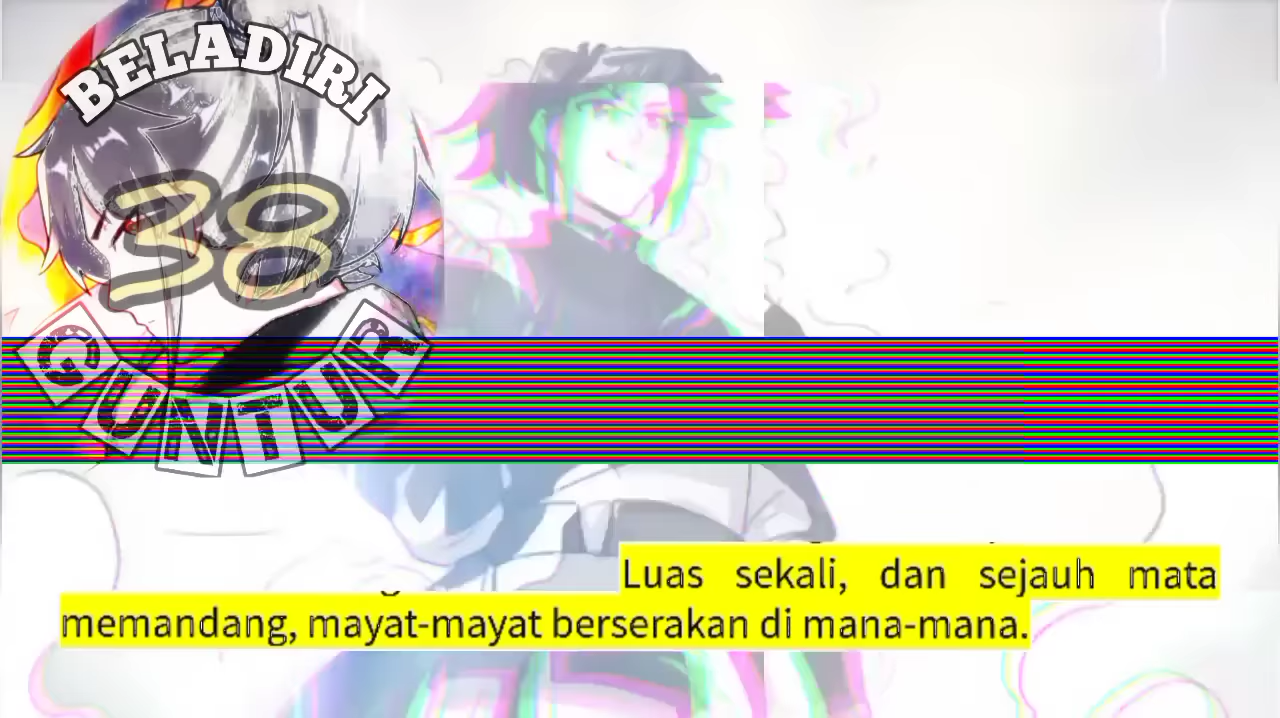 BELADIRI
38
GUNTUR
Luas sekali, dan sejauh mata
memandang, mayat-mayat berserakan di mana-mana.